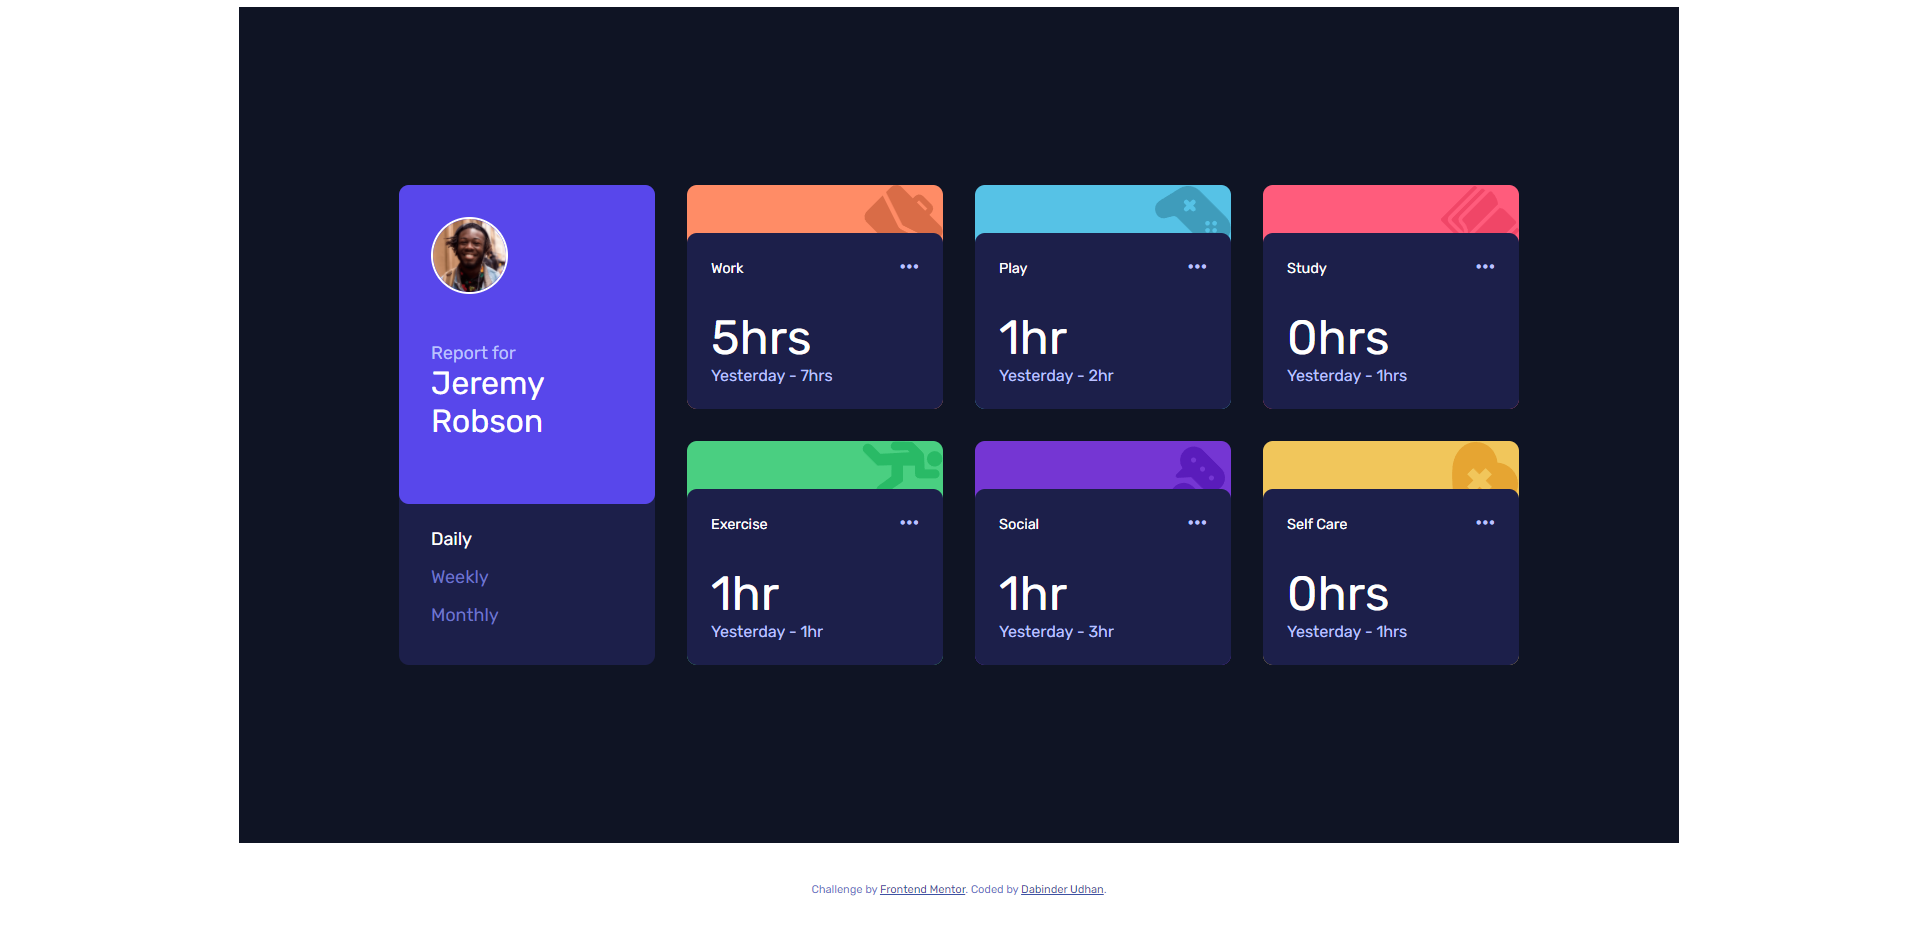 Report for
Jeremy
Robson
Daily
Weekly
Monthly
Work
5hrs
Yesterday - 7hrs
Play
1hr
Yesterday - 2hr
Study
0hrs
Yesterday - 1hrs
Exercise
1hr
Yesterday - 1hr
Social
1hr
Yesterday - 3hr
Self Care
0hrs
Yesterday - 1hrs
Challenge by Frontend Mentor. Coded by Dabinder Udhan.